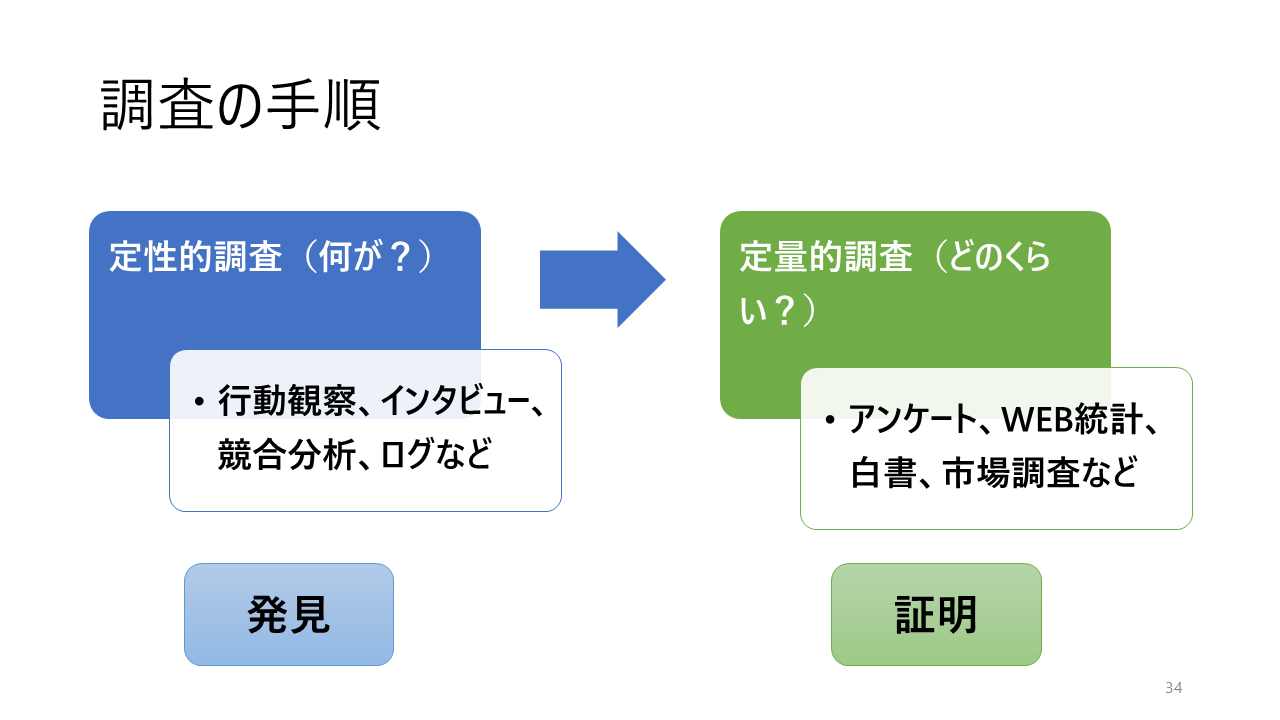 調査の手順
定性的調査（何が？）
• 行動観察、インタビュー、
競合分析、ログなど
発見
定量的調査（どのくら
い？）
• アンケート、WEB統計、
白書、市場調査など
証明
34